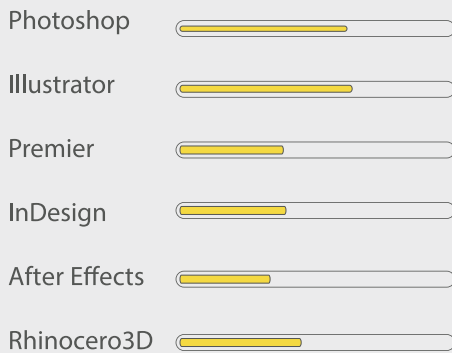 Photoshop
Illustrator
Premier
InDesign
After Effects
Rhinocero3D